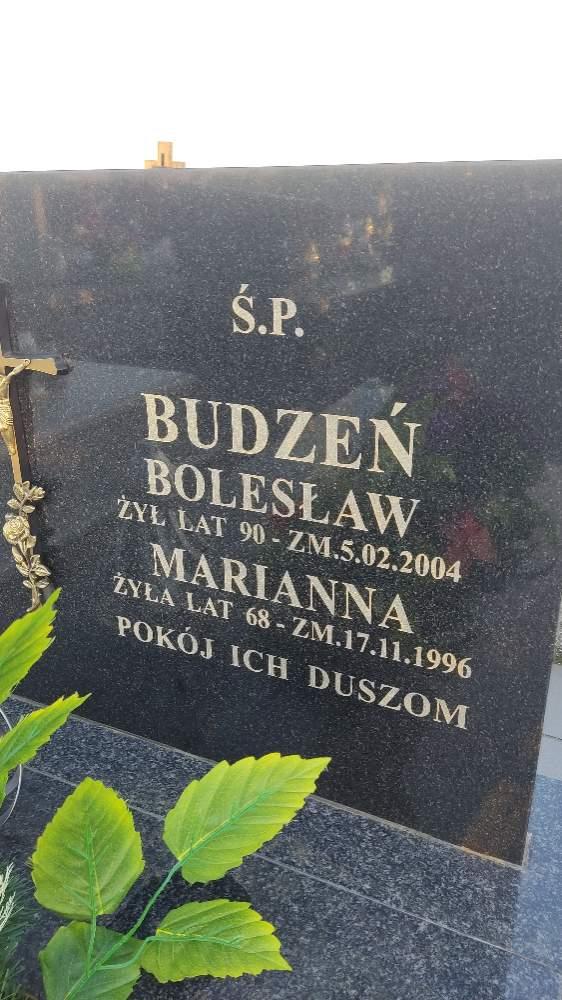 Ś.P.
BUDZEŃ
BOLESŁAW
ŻYŁ LAT 90 - ZM.5.02.2004
MARIANNA
ŻYŁA LAT 68 - ZM.17.11.1996
POKÓJ ICH DUSZOM